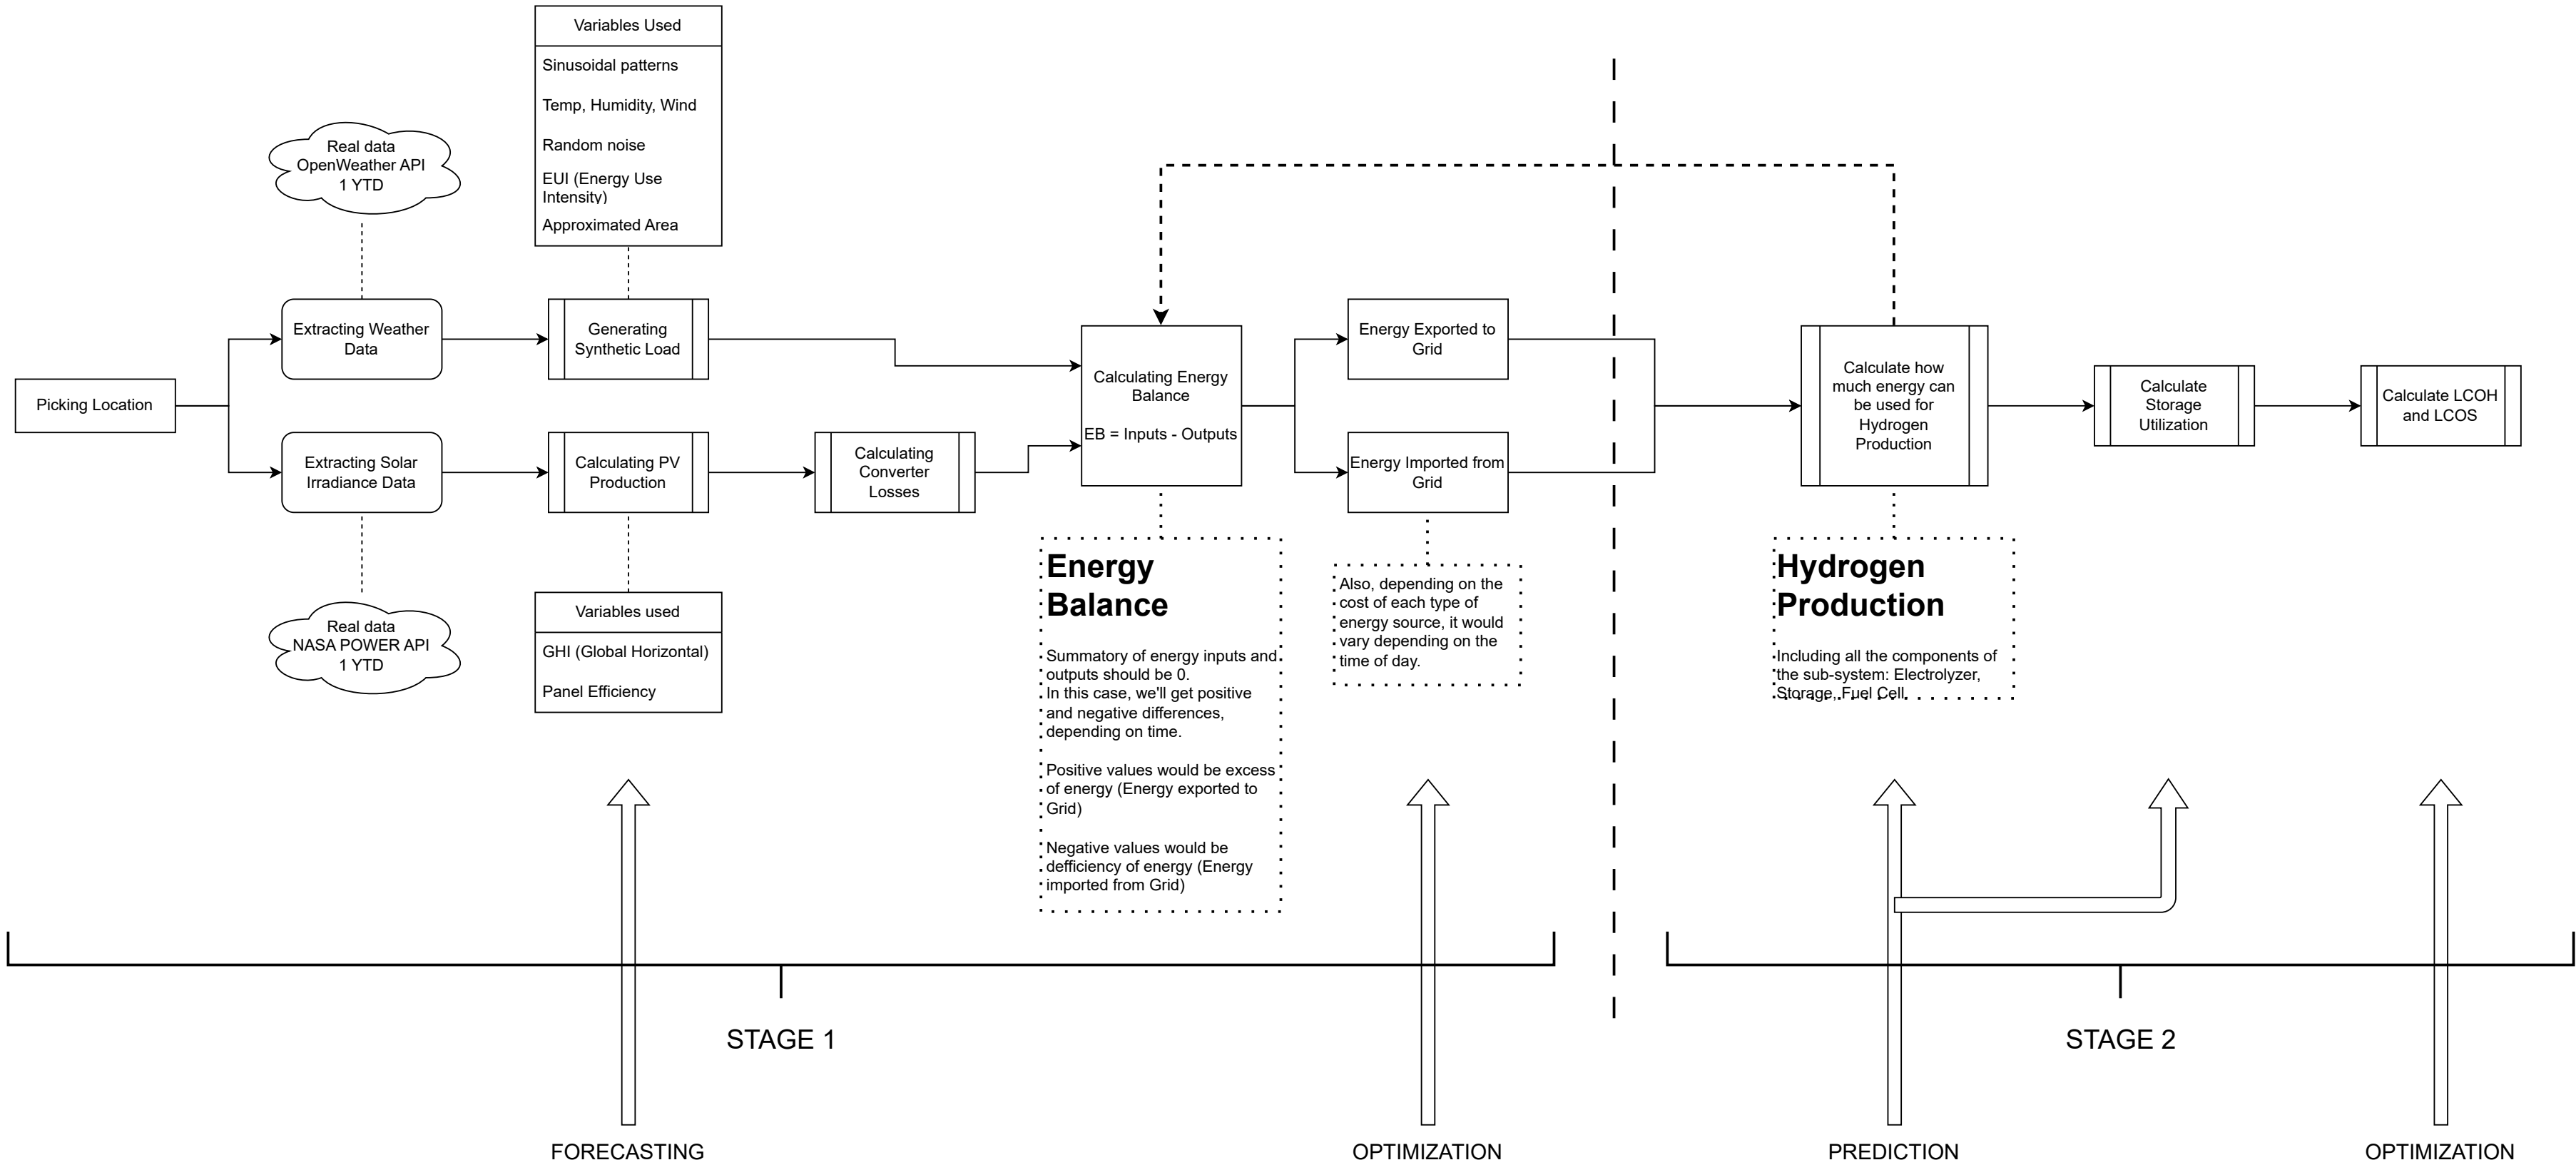 Variables Used
Sinusoidal patterns
Temp, Humidity, Wind
Random noise
EUI (Energy Use
Intensity)
Approximated Area
Real data
OpenWeather API
1 YTD
Picking Location
Extracting Weather
Data
Generating
Synthetic Load
Extracting Solar
Irradiance Data
Calculating PV
Production
Calculating
Converter
Losses
Calculating Energy
Balance
EB = Inputs - Outputs
Energy Exported to
Grid
Energy Imported from
Grid
Calculate how
much energy can
be used for
Hydrogen
Production
Calculate
Storage
Utilization
Calculate LCOH
and LCOS
Real data
NASA POWER API
1 YTD
Variables used
GHI (Global Horizontal)
Panel Efficiency
Energy
Balance
Summatory of energy inputs and
outputs should be 0.
In this case, we'll get positive
and negative differences,
depending on time.
Positive values would be excess
of energy (Energy exported to
Grid)
Negative values would be
defficiency of energy (Energy
imported from Grid)
Also, depending on the
cost of each type of
energy source, it would
vary depending on the
time of day.
Hydrogen
Production
Including all the components of
the sub-system: Electrolyzer,
Storage, Fuel Cell
STAGE 1
STAGE 2
FORECASTING
OPTIMIZATION
PREDICTION
OPTIMIZATION